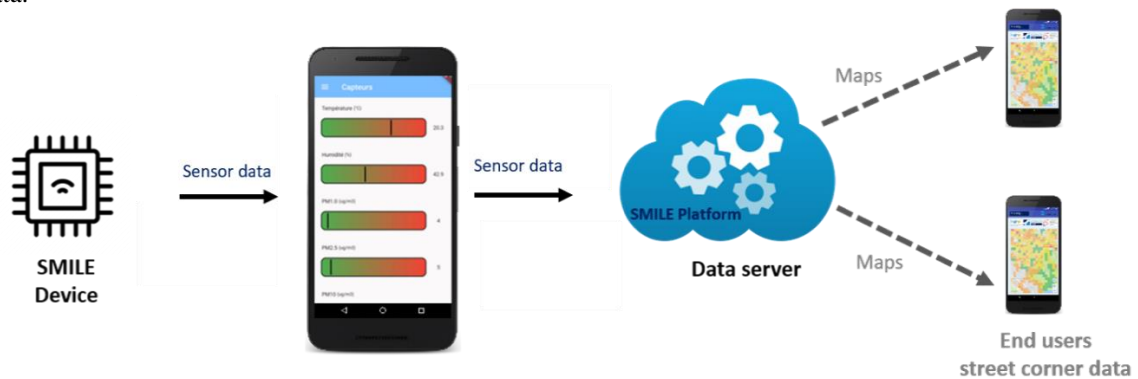 Sensor data
SMILE
Device
Capteurs
Température (°)
20.0
Humidité (%)
42.9
PM1.0 (ug/m³)
4
PM2.5 (ug/m³)
5
PM10 (ug/m³)
Sensor data
SMILE Platform
Data server
Maps
Maps
End users
street corner data